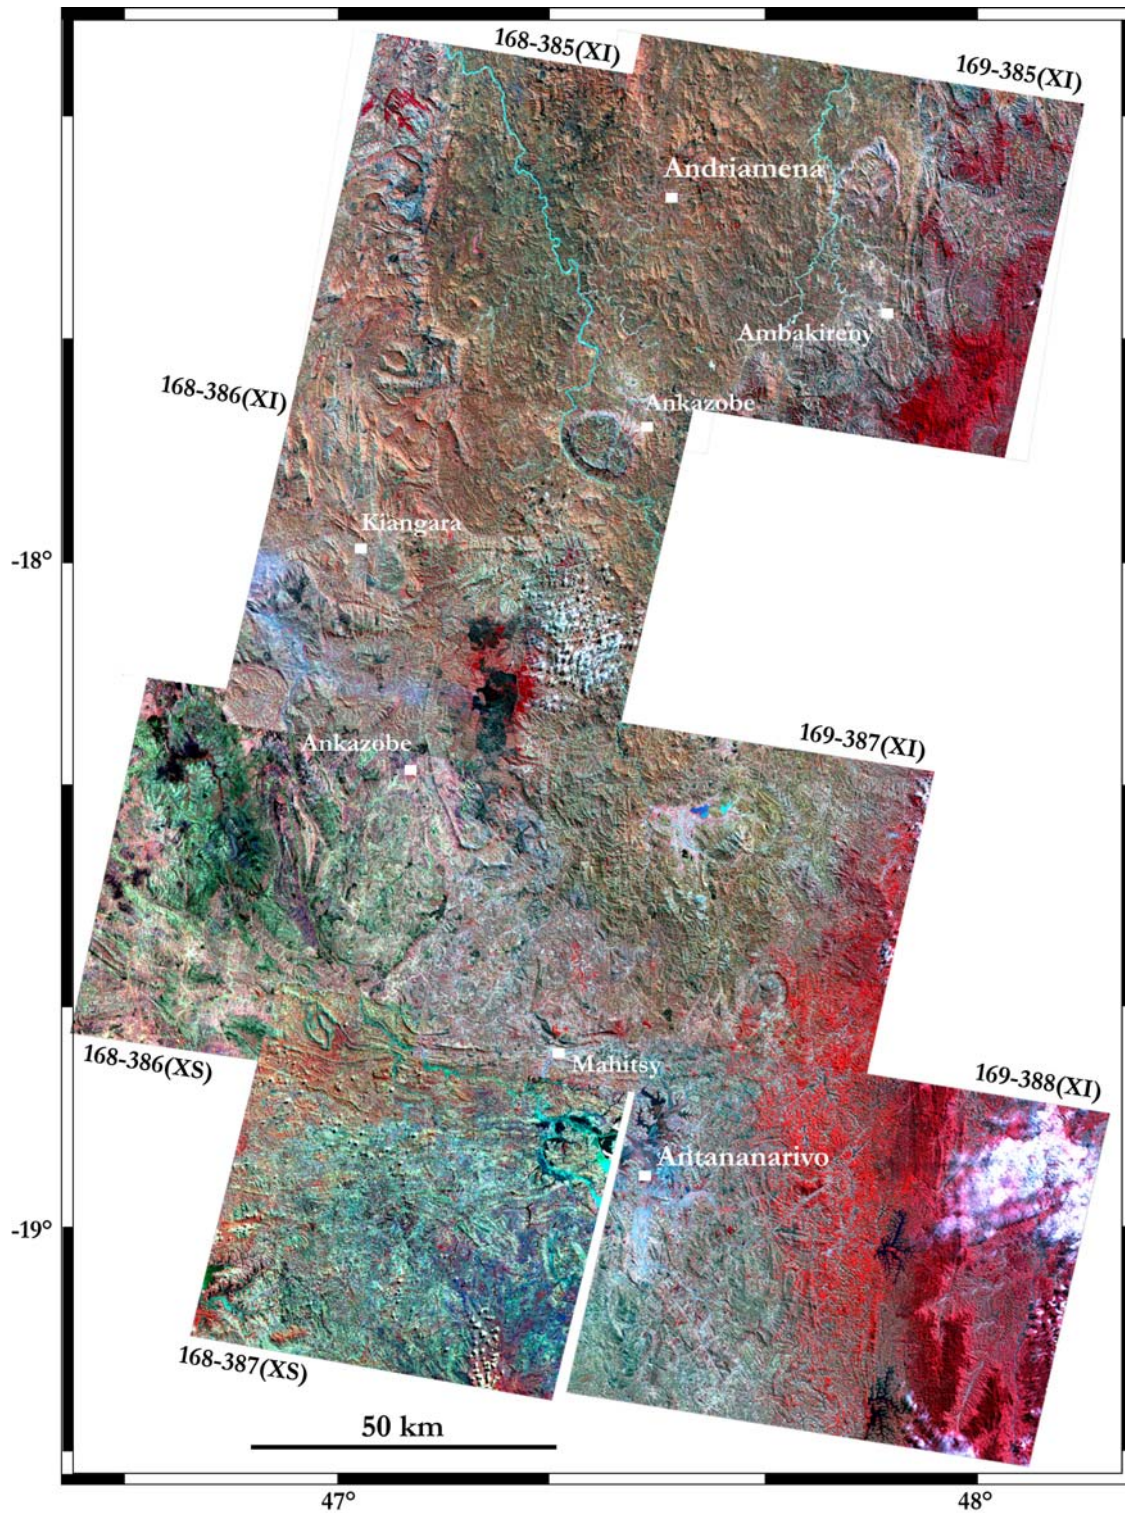 168-385(XI)
169-385(XI)
Andriamena
Ambakireny
168-386(XI)
Ankazobe
Kiangara
-18°
169-387(XI)
Ankazobe
168-386(XS)
Mahitsy
169-388(XI)
Antananarivo
-19°
168-387(XS)
50 km
47°
48°